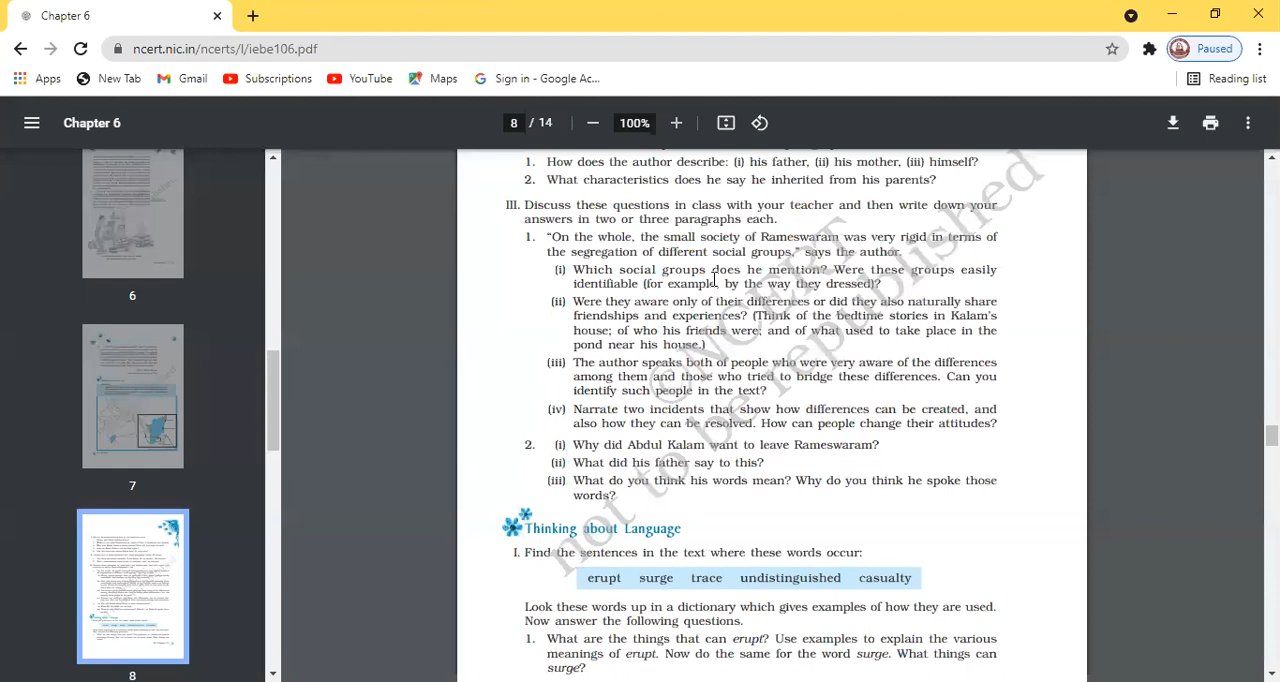 Chapter 6
ncert.nic.in/ncerts/l/iebe106.pdf
Paused
Apps
New Tab
Gmail
Subscriptions
YouTube
Maps
Sign in - Google Ac...
Reading list
Chapter 6
8 / 14
100%
6
7
8
1. How does the author describe: (i) his father, (ii) his mother, (iii) himself?
2. What characteristics does he say he inherited from his parents?
III. Discuss these questions in class with your teacher and then write down your
answers in two or three paragraphs each.
1. “On the whole, the small society of Rameswaram was very rigid in terms of
the segregation of different social groups,” says the author.
(i) Which social groups does he mention? Were these groups easily
identifiable (for example, by the way they dressed)?
(ii) Were they aware only of their differences or did they also naturally share
friendships and experiences? (Think of the bedtime stories in Kalam’s
house; of who his friends were; and of what used to take place in the
pond near his house.)
(iii) The author speaks both of people who were very aware of the differences
among them and those who tried to bridge these differences. Can you
identify such people in the text?
(iv) Narrate two incidents that show how differences can be created, and
also how they can be resolved. How can people change their attitudes?
2. (i) Why did Abdul Kalam want to leave Rameswaram?
(ii) What did his father say to this?
(iii) What do you think his words mean? Why do you think he spoke those
words?
Thinking about Language
I. Find the sentences in the text where these words occur:
erupt surge trace undistinguished casualty
Look these words up in a dictionary which gives examples of how they are used.
Now answer the following questions.
1. What are the things that can erupt? Use examples to explain the various
meanings of erupt. Now do the same for the word surge. What things can
surge?
©NCERT
not to be republished